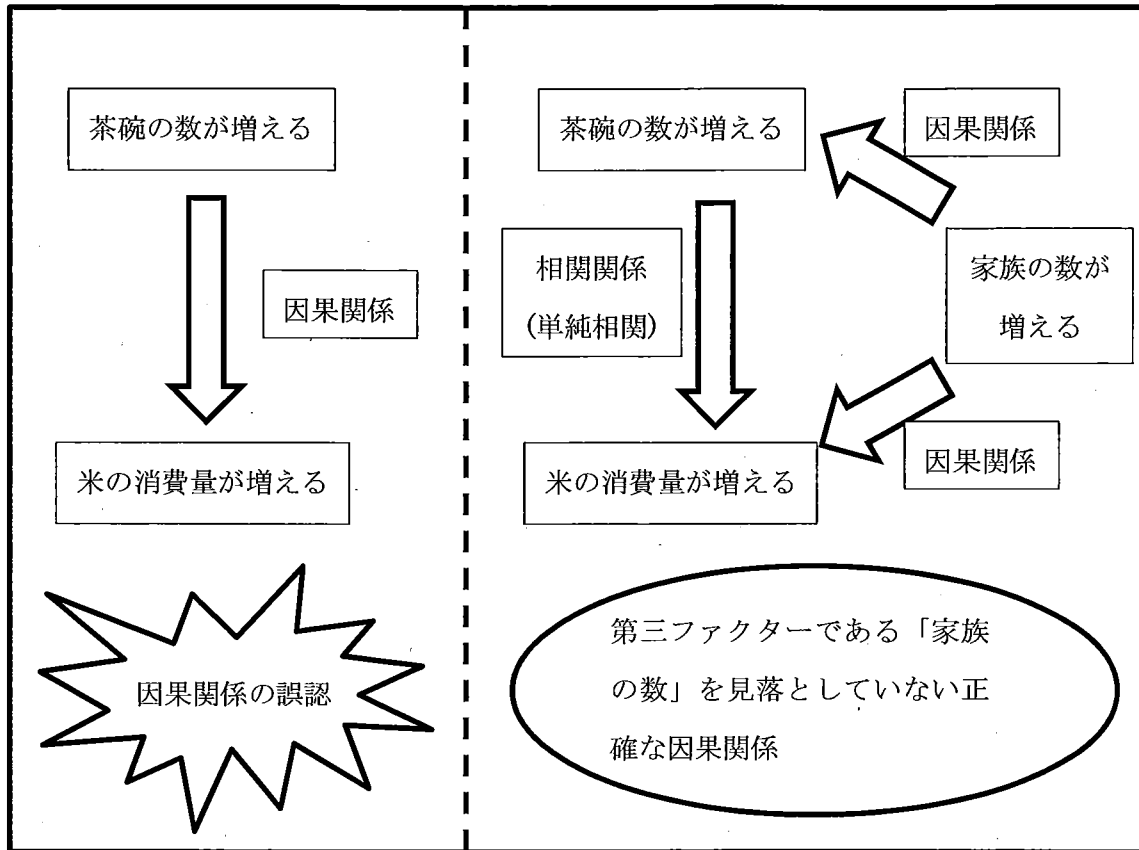 茶碗の数が増える
因果関係
米の消費量が増える
因果関係の誤認
茶碗の数が増える
因果関係
相関関係
(単純相関)
家族の数が
増える
因果関係
米の消費量が増える
第三ファクターである「家族
の数」を見落としていない正
確な因果関係